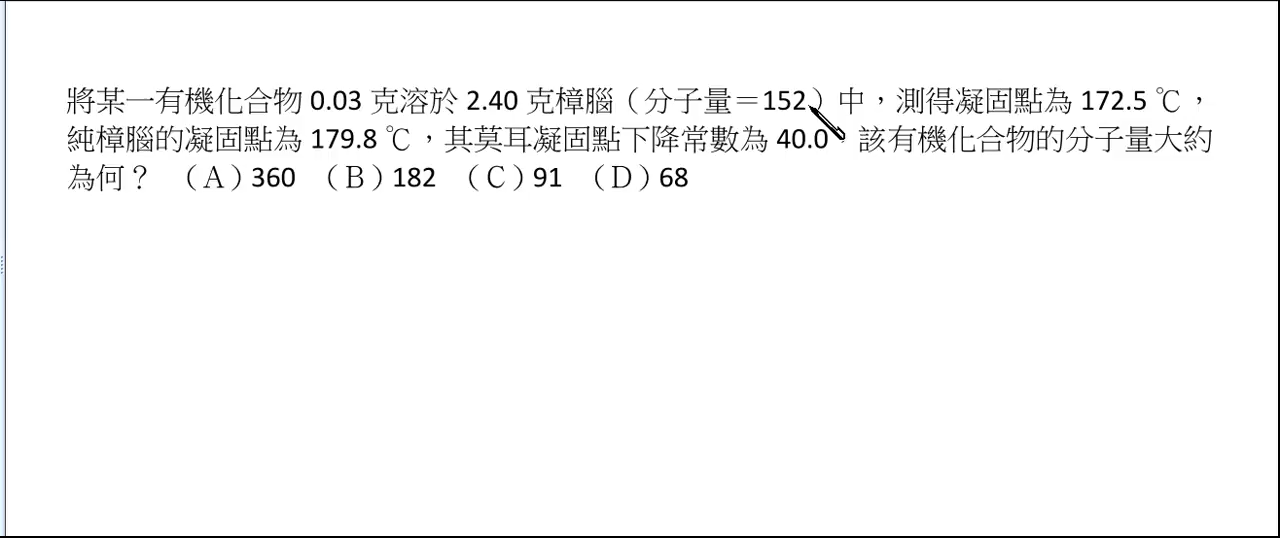 將某一有機化合物 0.03 克溶於 2.40 克樟腦（分子量＝152）中，測得凝固點為 172.5 ℃，
純樟腦的凝固點為 179.8 ℃，其莫耳凝固點下降常數為 40.0 該有機化合物的分子量大約
為何？ （A）360 （B）182 （C）91 （D）68